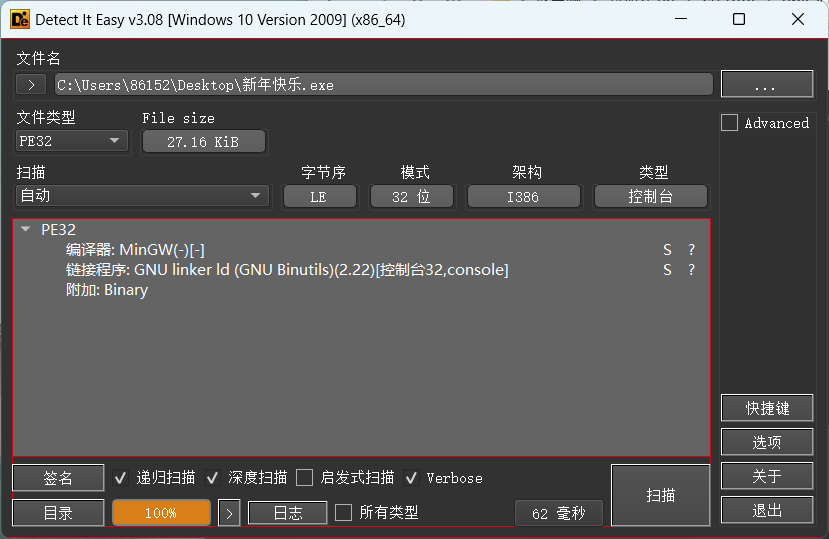 Detect It Easy v3.08 [Windows 10 Version 2009] (x86_64)
文件名
> C:\Users\86152\Desktop\新年快乐.exe ...
文件类型 File size
PE32 27.16 KiB
Advanced
扫描 字节序 模式 架构 类型
自动 LE 32 位 I386 控制台
PE32
编译器: MinGW(-)[-] S ?
链接程序: GNU linker ld (GNU Binutils)(2.22)[控制台32,console] S ?
附加: Binary
快捷键
选项
关于
退出
签名 递归扫描 深度扫描 启发式扫描 Verbose
扫描
目录 100% > 日志 所有类型 62 毫秒